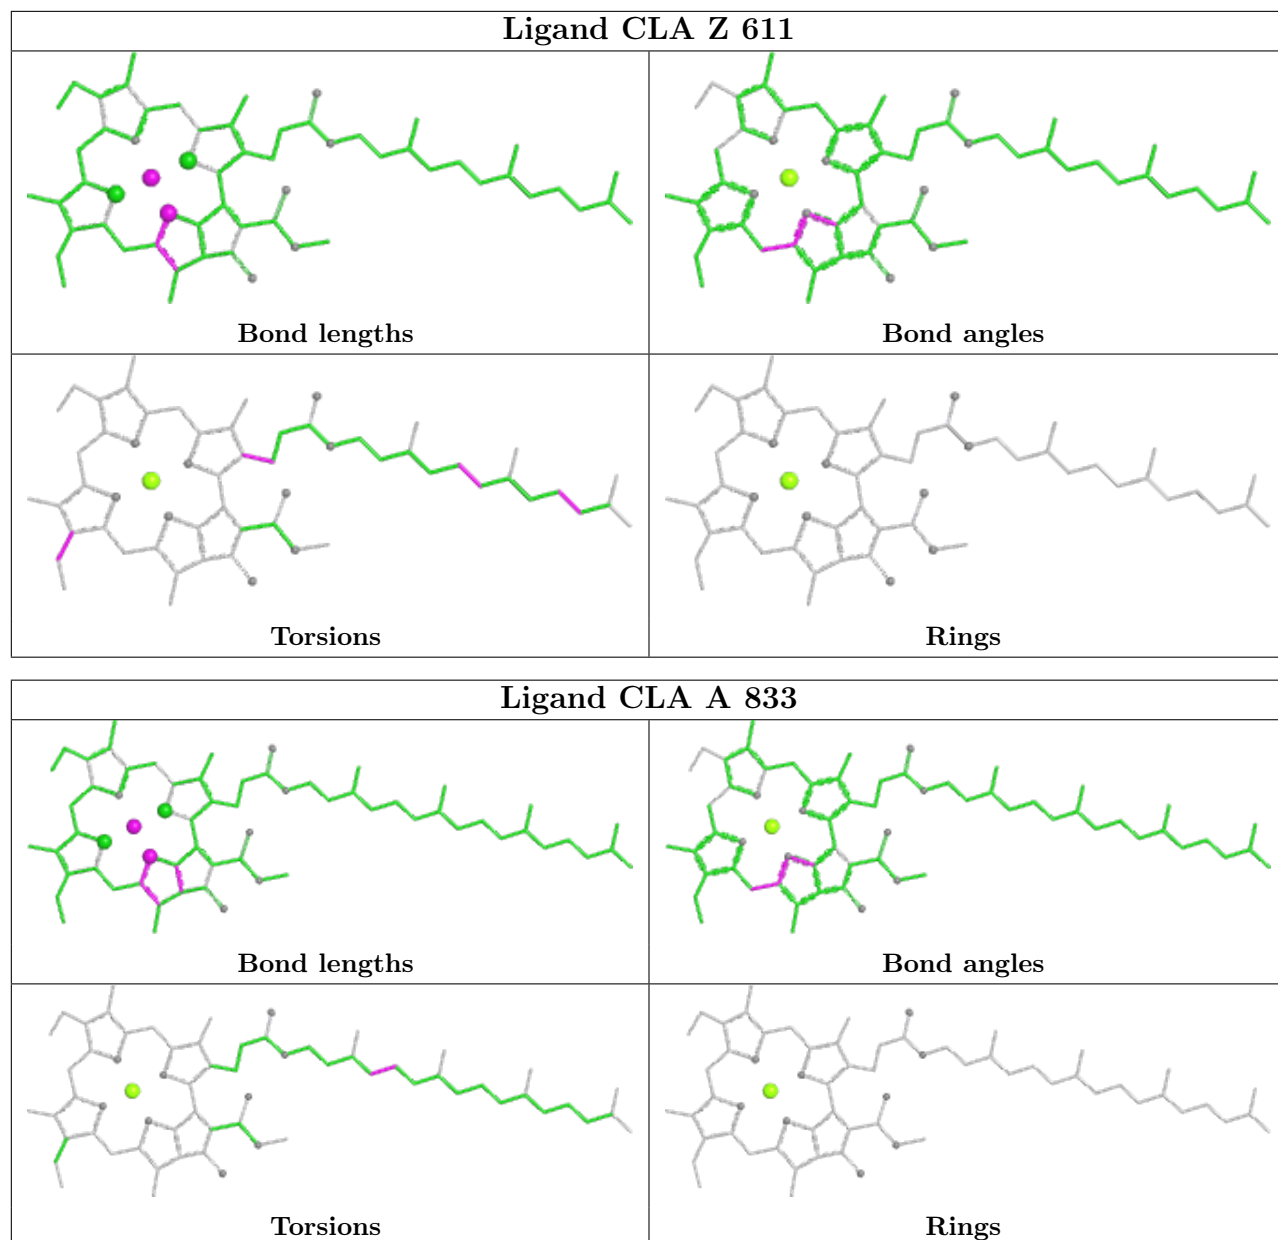 Ligand CLA Z 611
Bond lengths
Bond angles
Torsions
Rings
Ligand CLA A 833
Bond lengths
Bond angles
Torsions
Rings